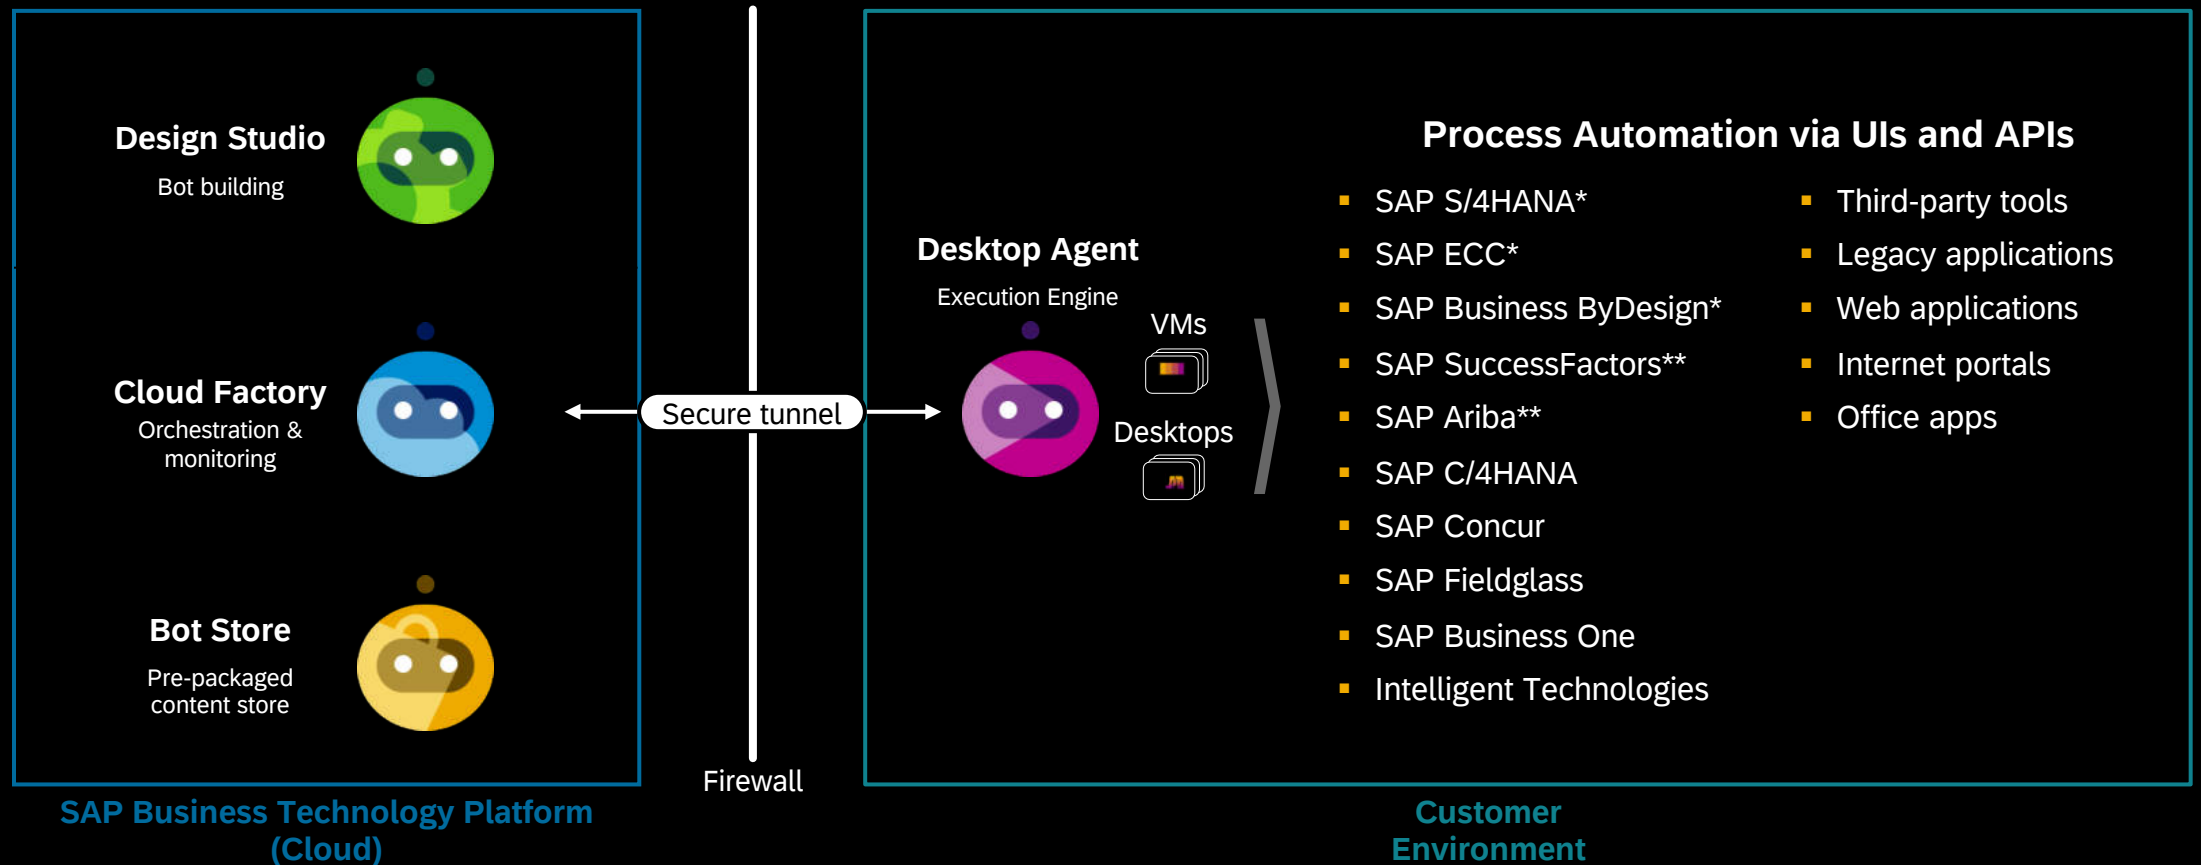 Design Studio
Bot building
Cloud Factory
Orchestration &
monitoring
Bot Store
Pre-packaged
content store
SAP Business Technology Platform
(Cloud)
Secure tunnel
Firewall
Desktop Agent
Execution Engine
VMs
Desktops
Process Automation via UIs and APIs
▪ SAP S/4HANA*
▪ SAP ECC*
▪ SAP Business ByDesign*
▪ SAP SuccessFactors**
▪ SAP Ariba**
▪ SAP C/4HANA
▪ SAP Concur
▪ SAP Fieldglass
▪ SAP Business One
▪ Intelligent Technologies
▪ Third-party tools
▪ Legacy applications
▪ Web applications
▪ Internet portals
▪ Office apps
Customer
Environment